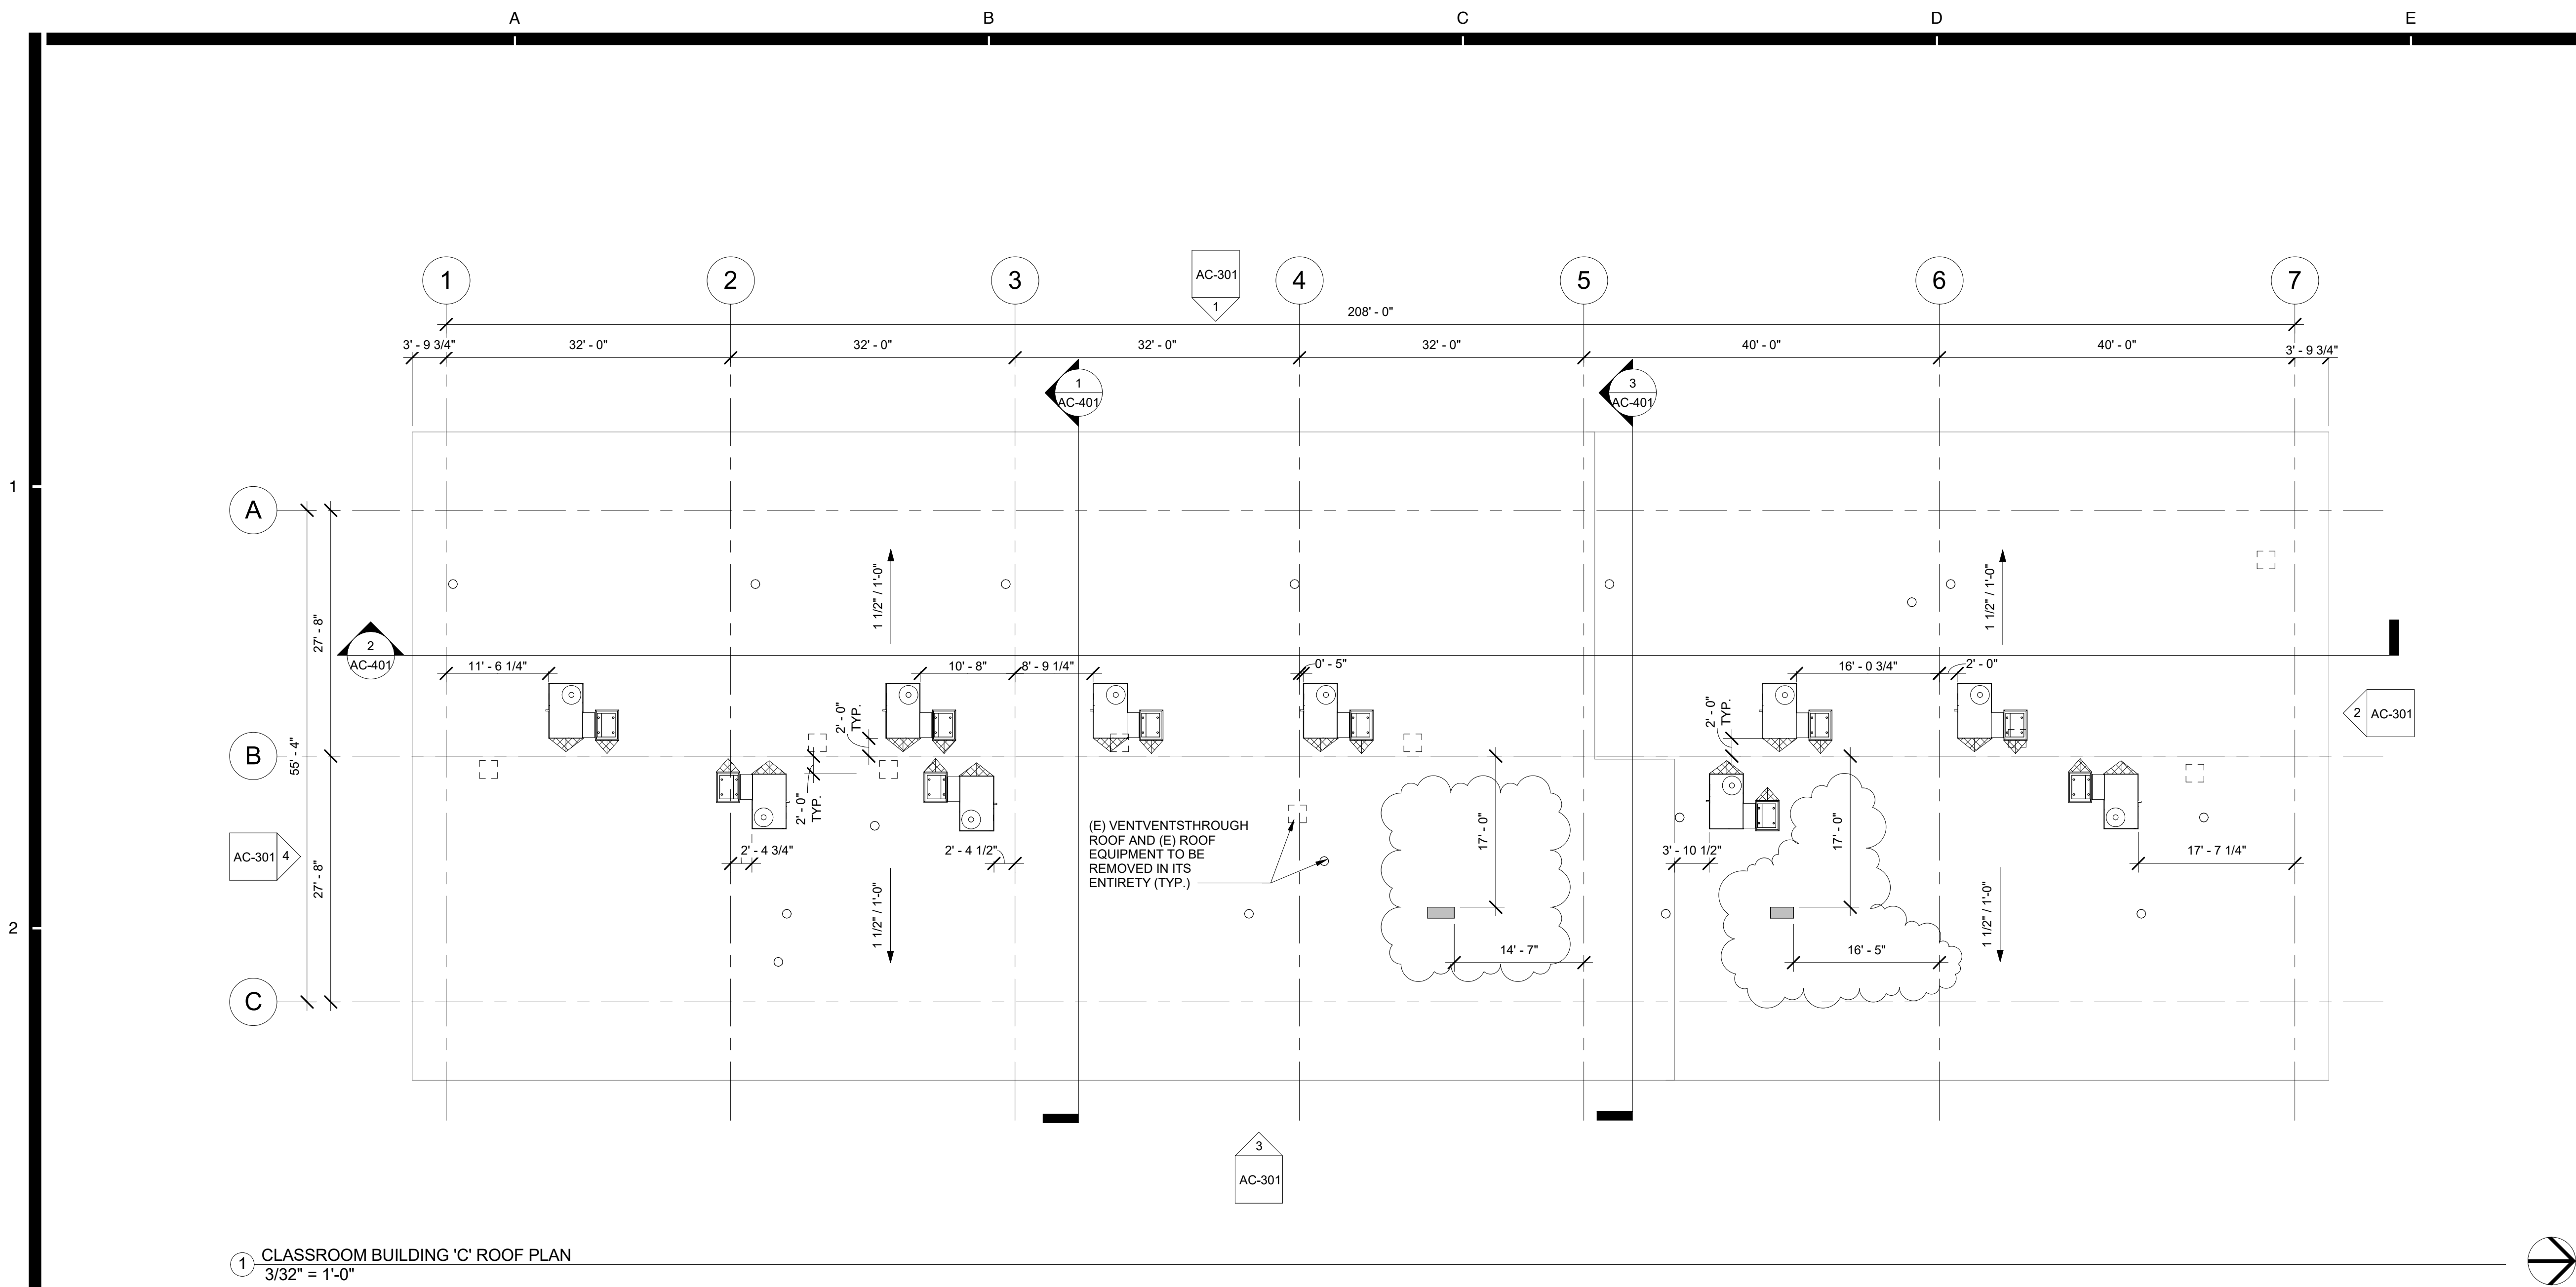 A B C D E
1
2
1 2 3 4 5 6 7
AC-301
1
208' - 0"
3' - 9 3/4" 32' - 0" 32' - 0" 32' - 0" 32' - 0" 40' - 0" 40' - 0" 3' - 9 3/4"
1
AC-401
3
AC-401
A
B
C
27' - 8"
55' - 4"
27' - 8"
2
AC-401
1 1/2" / 1'-0"
1 1/2" / 1'-0"
11' - 6 1/4" 10' - 8" 8' - 9 1/4" 0' - 5" 16' - 0 3/4" 2' - 0"
2' - 0"
TYP.
2' - 0"
TYP.
2 AC-301
2' - 0"
TYP.
AC-301 4
(E) VENTVENTSTHROUGH
ROOF AND (E) ROOF
EQUIPMENT TO BE
REMOVED IN ITS
ENTIRETY (TYP.)
17' - 0"
17' - 0"
2' - 4 3/4" 2' - 4 1/2" 3' - 10 1/2" 17' - 7 1/4"
1 1/2" / 1'-0"
1 1/2" / 1'-0"
14' - 7" 16' - 5"
3
AC-301
1 CLASSROOM BUILDING 'C' ROOF PLAN
3/32" = 1'-0"